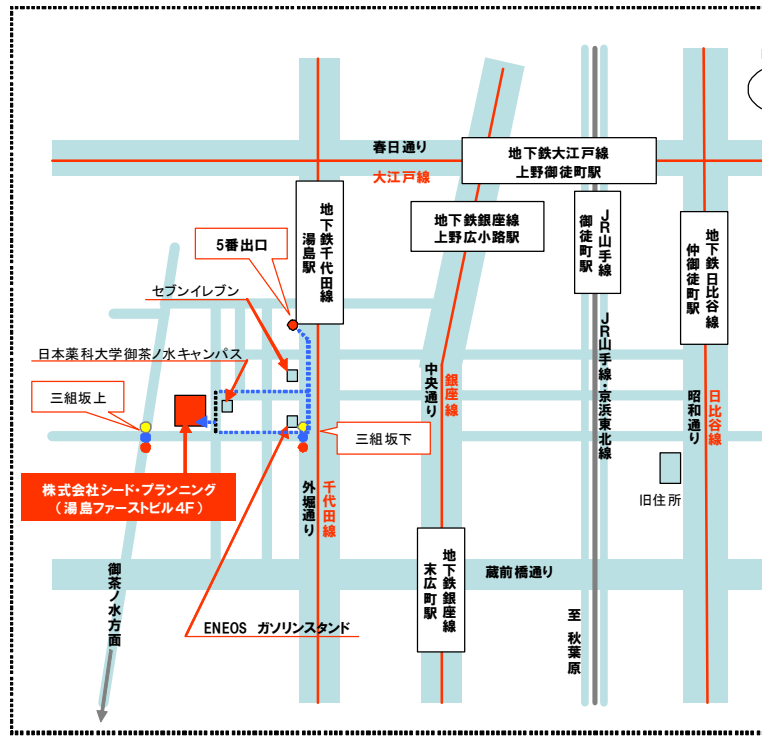 春日通り
大江戸線
地下鉄大江戸線
上野御徒町駅
地下鉄千代田線
湯島駅
地下鉄銀座線
上野広小路駅
JR山手線
御徒町駅
地下鉄日比谷線
仲御徒町駅
5番出口
セブンイレブン
日本薬科大学御茶ノ水キャンパス
三組坂上
三組坂下
中央通り
銀座線
JR山手線・京浜東北線
昭和通り
日比谷線
旧住所
株式会社シード・プランニング
(湯島ファーストビル4F)
外堀通り
千代田線
地下鉄銀座線
末広町駅
蔵前橋通り
御茶ノ水方面
ENEOS ガソリンスタンド
至 秋葉原